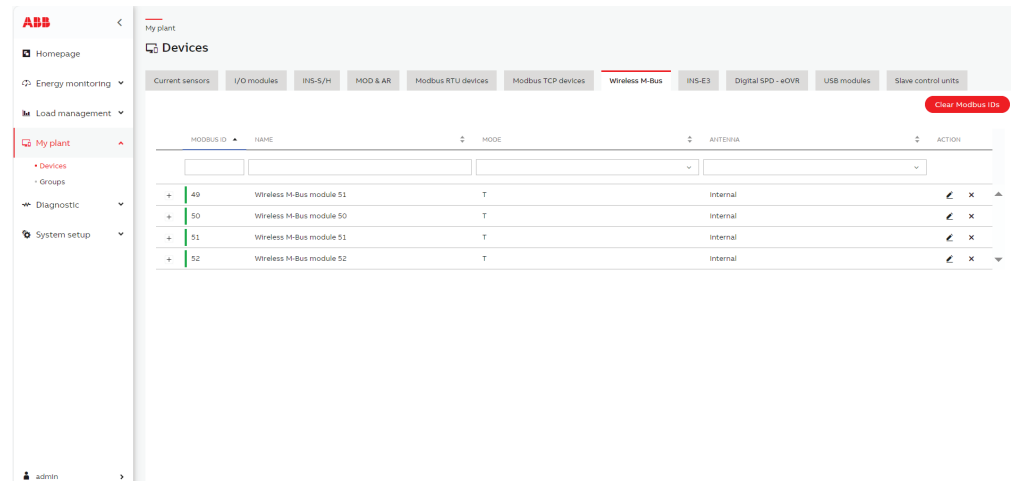 ABB
My plant
Devices
Homepage
Energy monitoring
Load management
My plant
Devices
Groups
Diagnostic
System setup
admin
Current sensors I/O modules INS-S/H MOD & AR Modbus RTU devices Modbus TCP devices Wireless M-Bus INS-E3 Digital SPD - eOVR USB modules Slave control units
Clear Modbus IDs
MODBUS ID NAME MODE ANTENNA ACTION
49 Wireless M-Bus module 51 T Internal
50 Wireless M-Bus module 50 T Internal
51 Wireless M-Bus module 51 T Internal
52 Wireless M-Bus module 52 T Internal